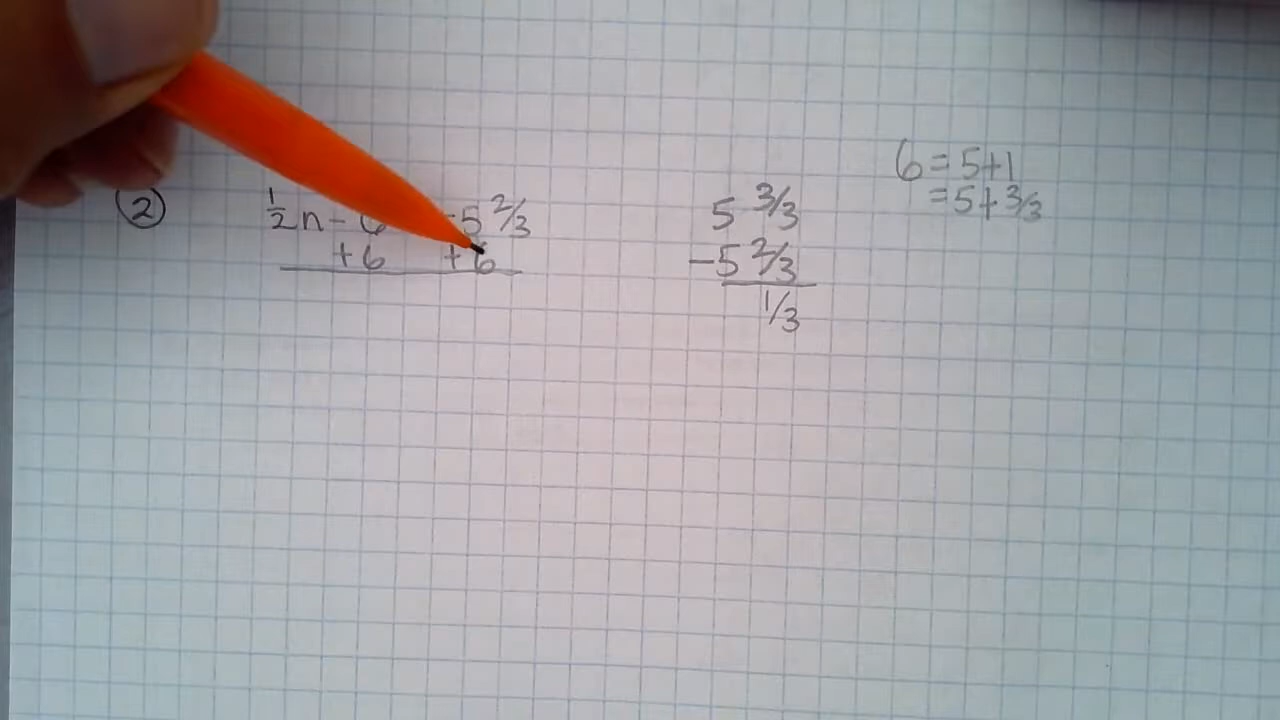 ② ½n - 6 -5 ⅔
+6 +6
5 3/3
- 5 ⅔
⅓
6 = 5+1
= 5+ 3/3